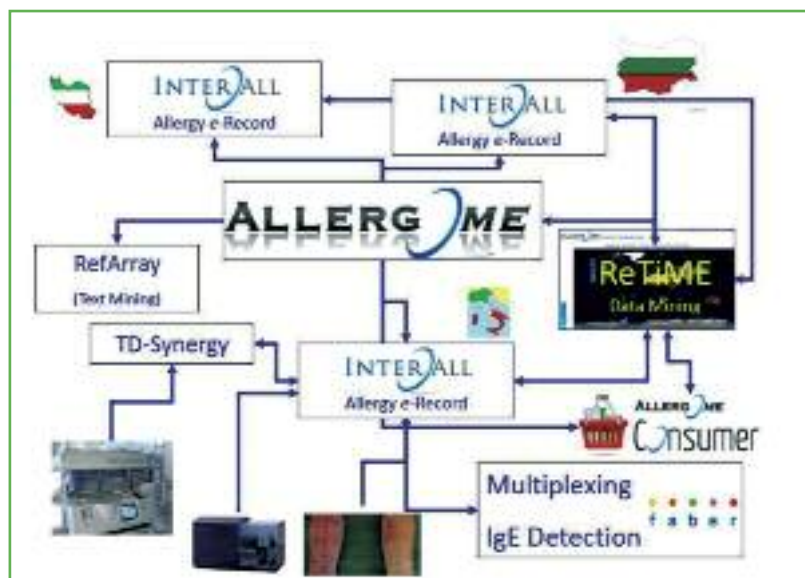 INTERALL
Allergy e-Record
INTERALL
Allergy e-Record
ALLERGOME
RefArray
(Text Mining)
ReTiME
Data Mining
TD-Synergy
INTERALL
Allergy e-Record
ALLERGOME
Consumer
Multiplexing
faber
IgE Detection